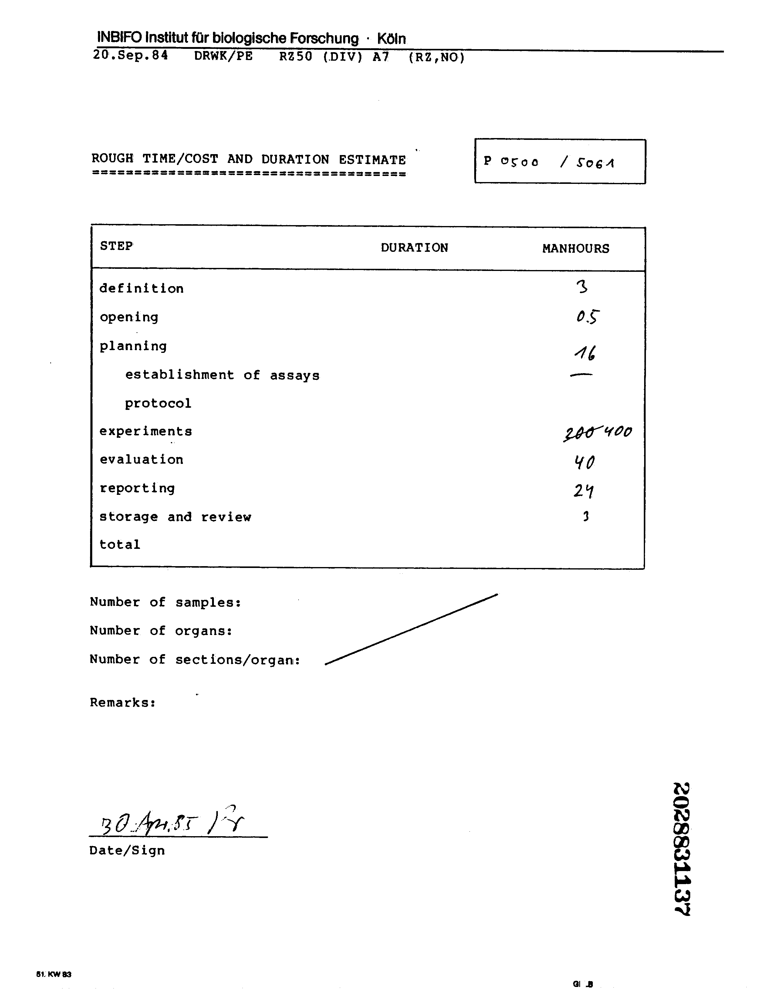 INBIFO Institut für biologische Forschung · Köln
20.Sep.84 DRWK/PE RZ50 (DIV) A7 (RZ,NO)
ROUGH TIME/COST AND DURATION ESTIMATE P 0500 / 5061
=====================================
STEP DURATION MANHOURS
definition 3
opening 0.5
planning 16
establishment of assays —
protocol
experiments 200 400
evaluation 40
reporting 24
storage and review 3
total
Number of samples:
Number of organs:
Number of sections/organ:
Remarks:
30.Apr.85
Date/Sign
2028831137
51. KW 83